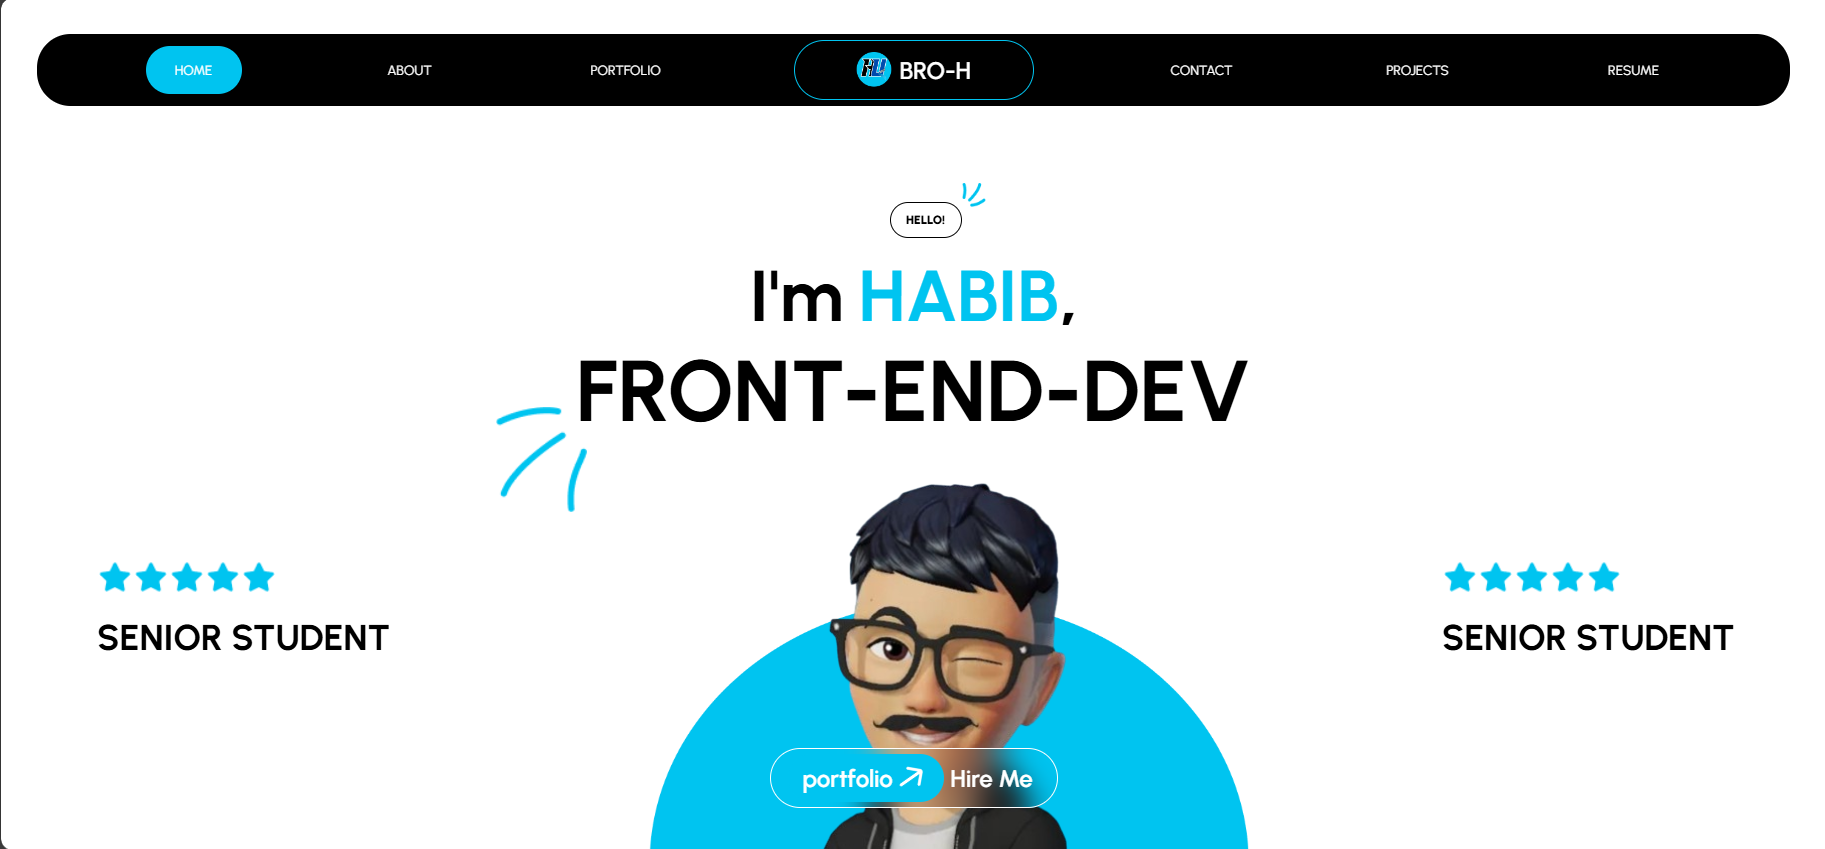 HOME ABOUT PORTFOLIO HU BRO-H CONTACT PROJECTS RESUME
HELLO!
I'm HABIB,
FRONT-END-DEV
SENIOR STUDENT
SENIOR STUDENT
portfolio Hire Me